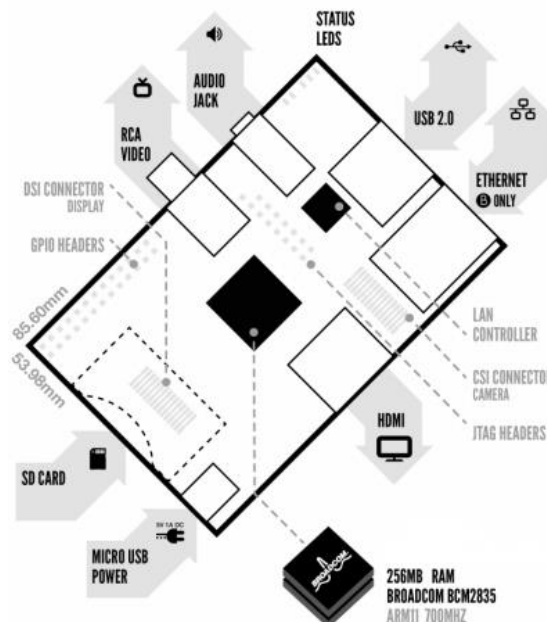 STATUS
LEDS
AUDIO
JACK
USB 2.0
RCA
VIDEO
ETHERNET
B ONLY
DSI CONNECTOR
DISPLAY
GPIO HEADERS
85.60mm
53.98mm
LAN
CONTROLLER
CSI CONNECTOR
CAMERA
HDMI
JTAG HEADERS
SD CARD
5V 1A DC
MICRO USB
POWER
BROADCOM
256MB RAM
BROADCOM BCM2835
ARM11 700MHZ